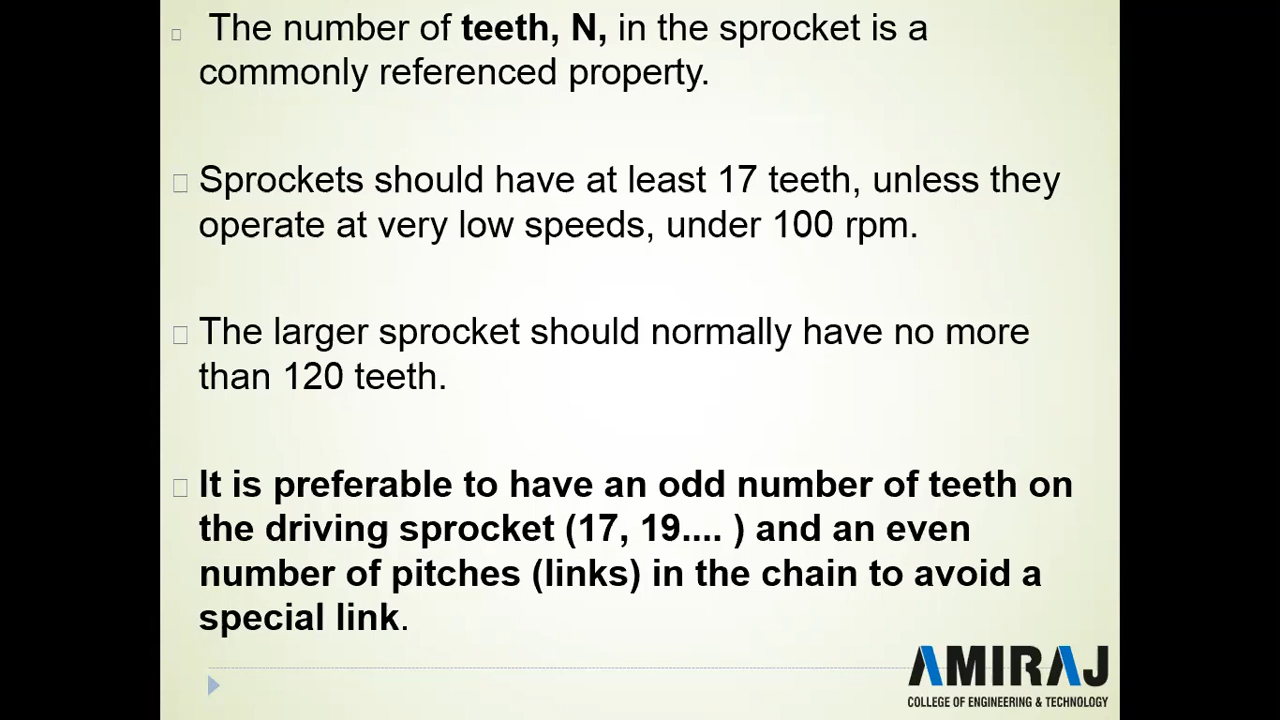 The number of teeth, N, in the sprocket is a
commonly referenced property.
Sprockets should have at least 17 teeth, unless they
operate at very low speeds, under 100 rpm.
The larger sprocket should normally have no more
than 120 teeth.
It is preferable to have an odd number of teeth on
the driving sprocket (17, 19.... ) and an even
number of pitches (links) in the chain to avoid a
special link.
AMIRAJ
COLLEGE OF ENGINEERING & TECHNOLOGY